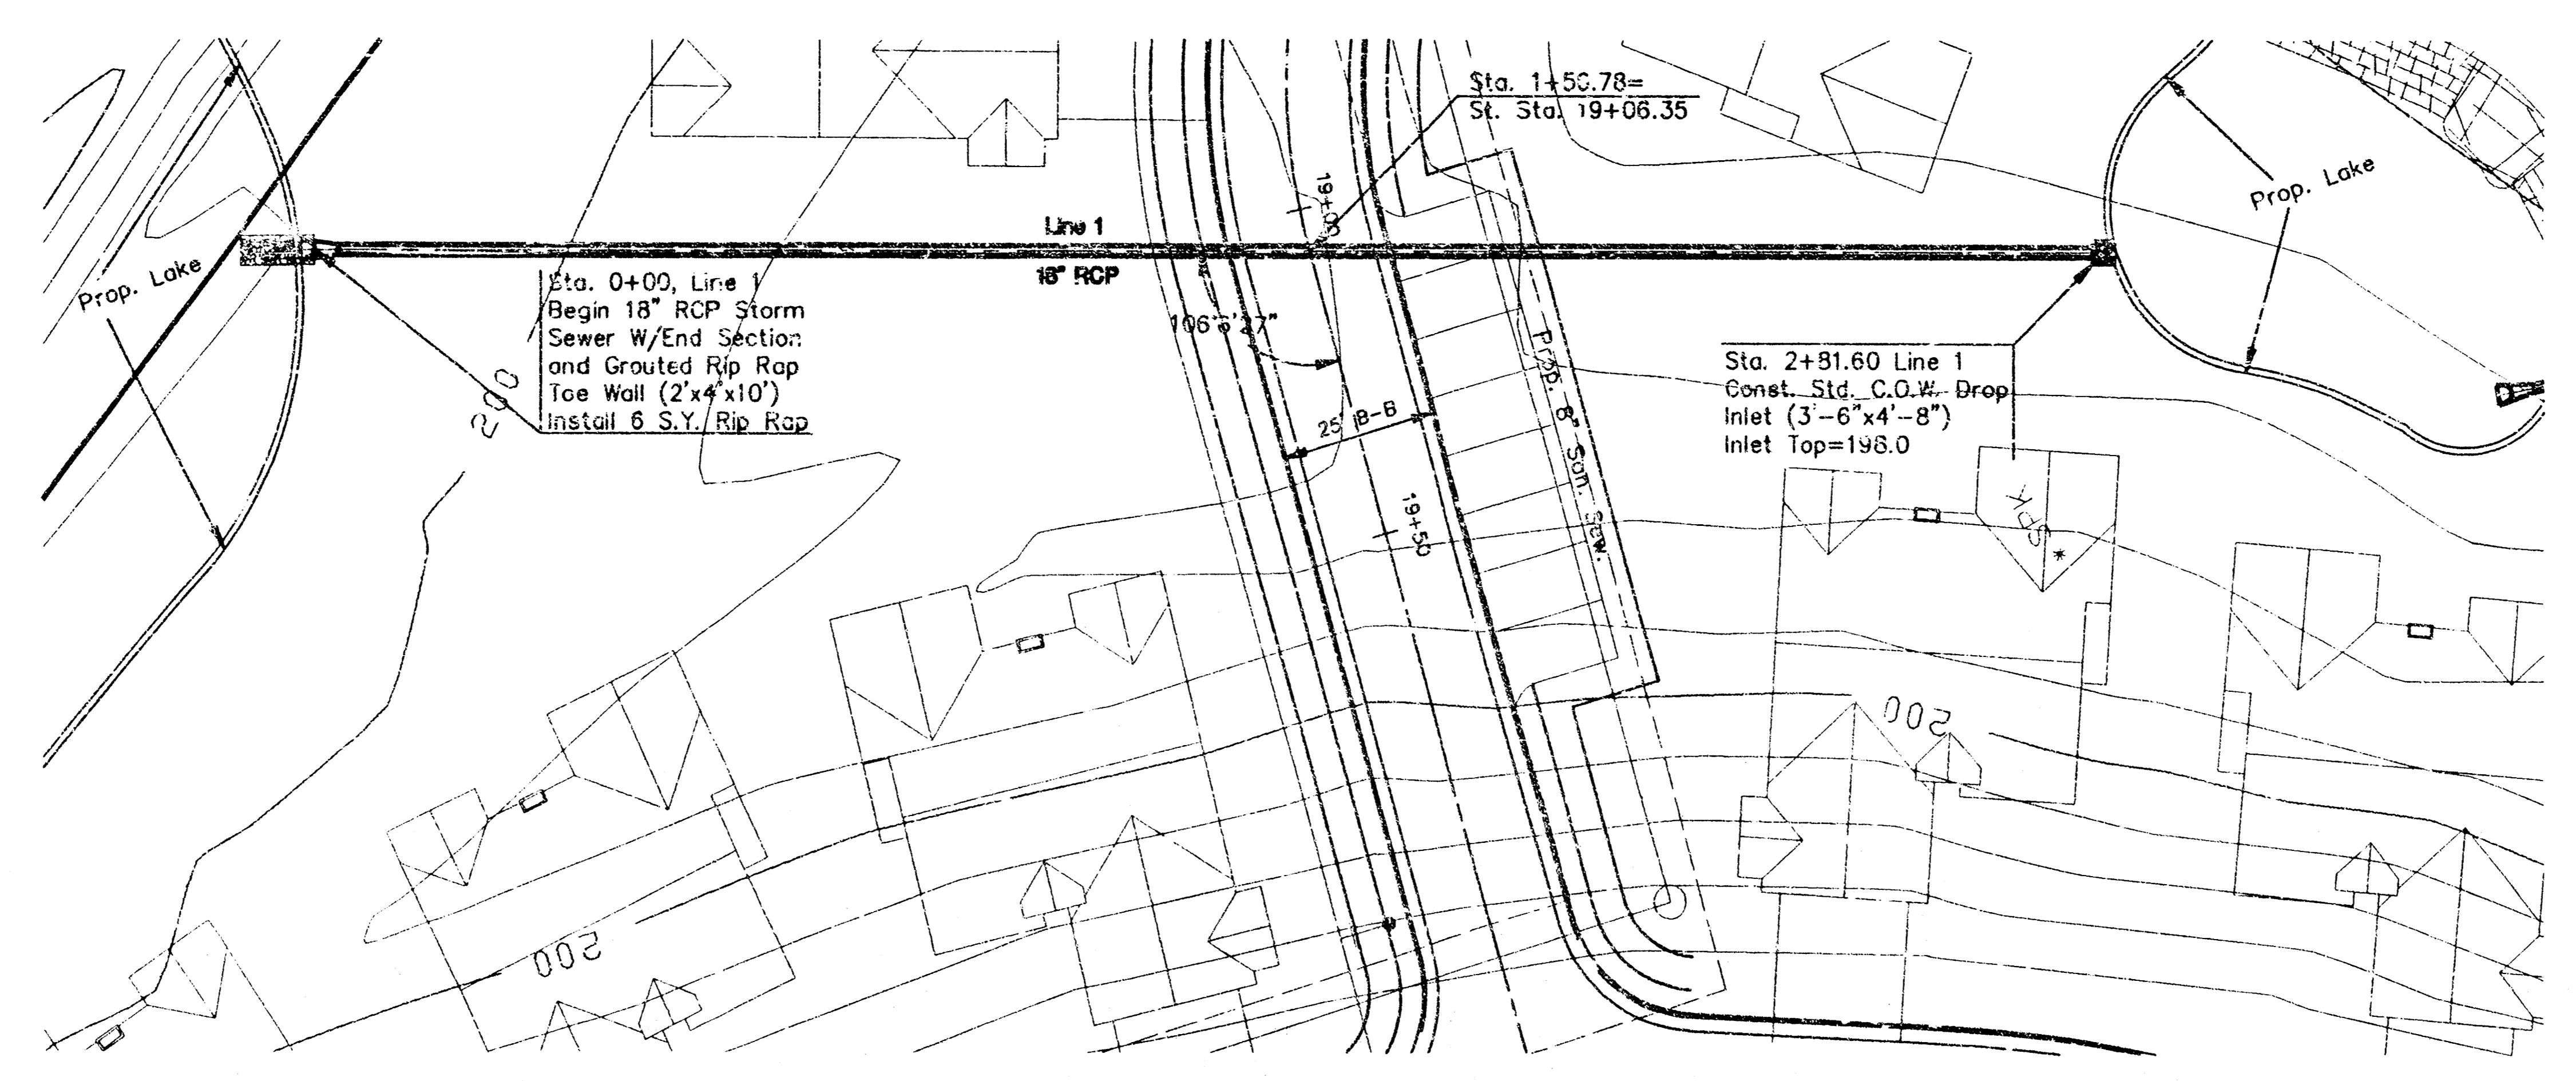 Sta. 1+50.78=
St. Sta. 19+06.35
Prop. Lake
19+00
Line 1
18" RCP
Prop. Lake
Sta. 0+00, Line 1
Begin 18" RCP Storm
Sewer W/End Section
and Grouted Rip Rap
Toe Wall (2'x4'x10')
Install 6 S.Y. Rip Rap
200
106°6'27"
25' B-B
Prop. 8" San. Sew.
Sta. 2+81.60 Line 1
Const. Std. C.O.W. Drop
Inlet (3'-6"x4'-8")
Inlet Top=198.0
19+50
200
200